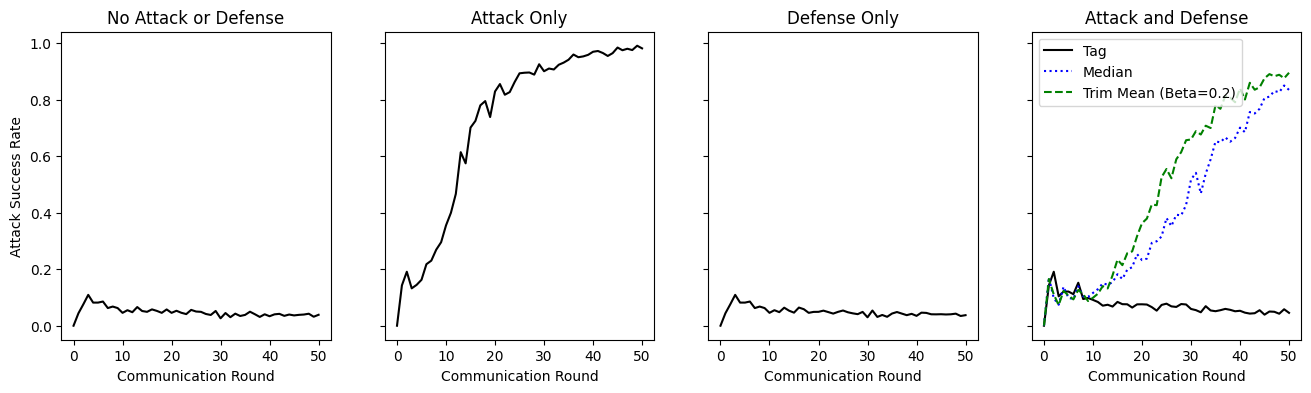 No Attack or Defense
Attack Only
Defense Only
Attack and Defense
Attack Success Rate
1.0
0.8
0.6
0.4
0.2
0.0
Tag
Median
Trim Mean (Beta=0.2)
0 10 20 30 40 50
0 10 20 30 40 50
0 10 20 30 40 50
0 10 20 30 40 50
Communication Round
Communication Round
Communication Round
Communication Round